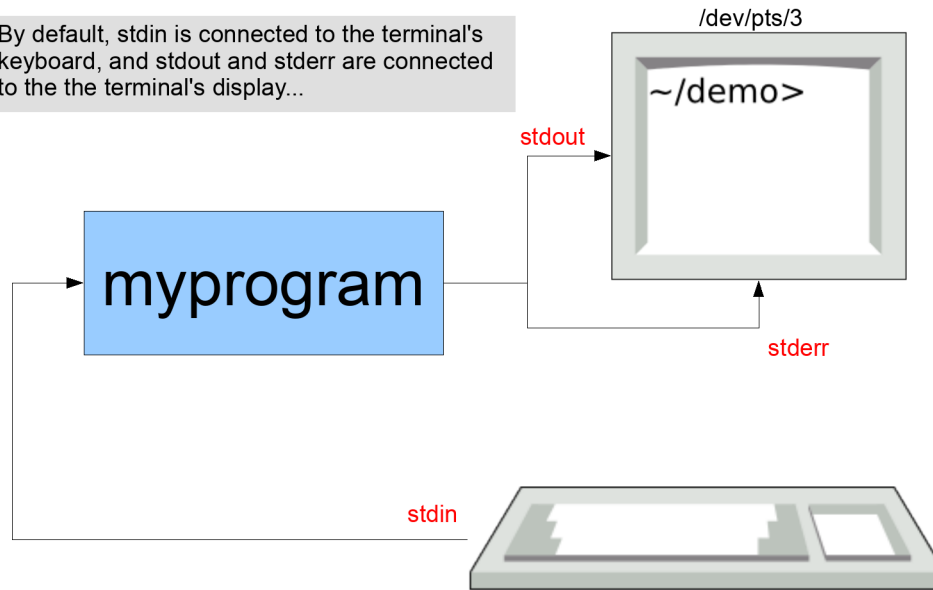 By default, stdin is connected to the terminal's
keyboard, and stdout and stderr are connected
to the the terminal's display...
/dev/pts/3
~/demo>
stdout
myprogram
stderr
stdin